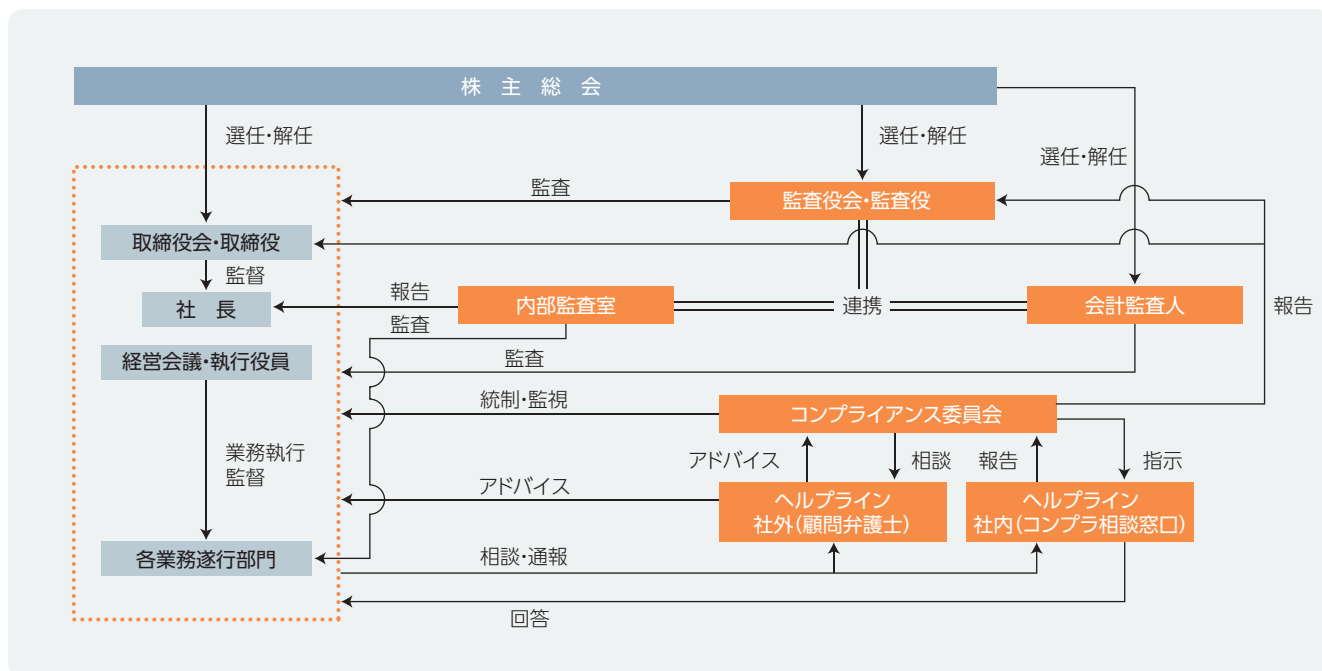 株 主 総 会
選任・解任
選任・解任
選任・解任
監査
監査役会・監査役
取締役会・取締役
監督
報告
社 長
内部監査室
連携
会計監査人
報告
監査
経営会議・執行役員
監査
統制・監視
コンプライアンス委員会
業務執行
監督
アドバイス
相談
報告
指示
アドバイス
ヘルプライン
社外（顧問弁護士）
ヘルプライン
社内（コンプラ相談窓口）
各業務遂行部門
相談・通報
回答